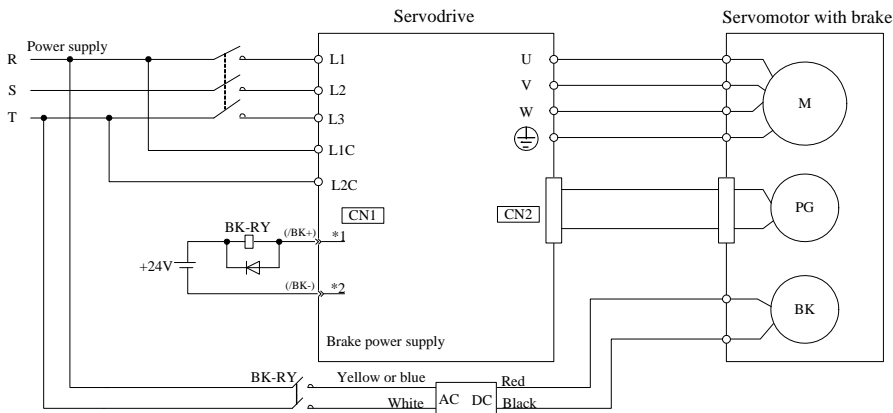 Servodrive
Servomotor with brake
Power supply
R
S
T
L1
L2
L3
L1C
L2C
U
V
W
M
CN1
CN2
PG
BK-RY
(/BK+)
*1
+24V
(/BK-)
*2
BK
Brake power supply
BK-RY
Yellow or blue
White
AC
DC
Red
Black